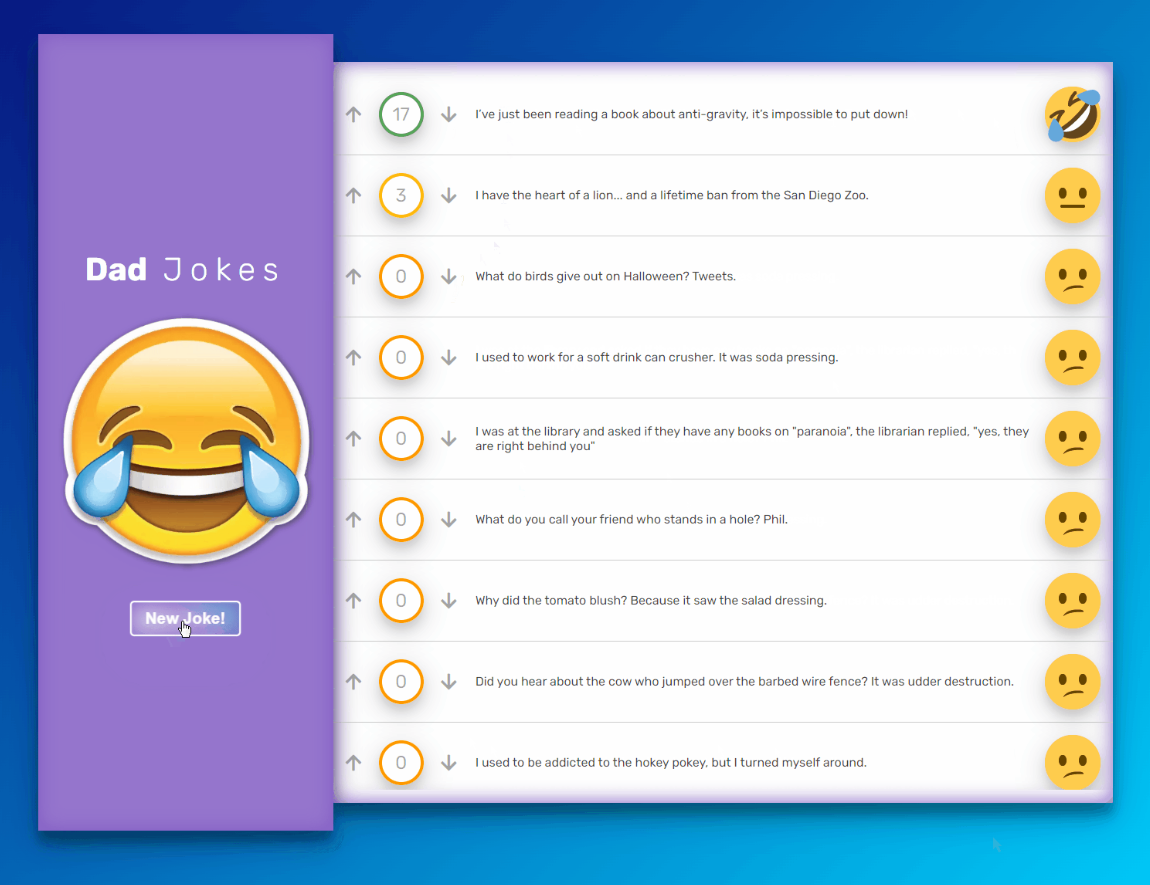 Dad Jokes
New Joke!
17
I've just been reading a book about anti-gravity, it's impossible to put down!
3
I have the heart of a lion... and a lifetime ban from the San Diego Zoo.
0
What do birds give out on Halloween? Tweets.
0
I used to work for a soft drink can crusher. It was soda pressing.
0
I was at the library and asked if they have any books on "paranoia", the librarian replied, "yes, they
are right behind you"
0
What do you call your friend who stands in a hole? Phil.
0
Why did the tomato blush? Because it saw the salad dressing.
0
Did you hear about the cow who jumped over the barbed wire fence? It was udder destruction.
0
I used to be addicted to the hokey pokey, but I turned myself around.